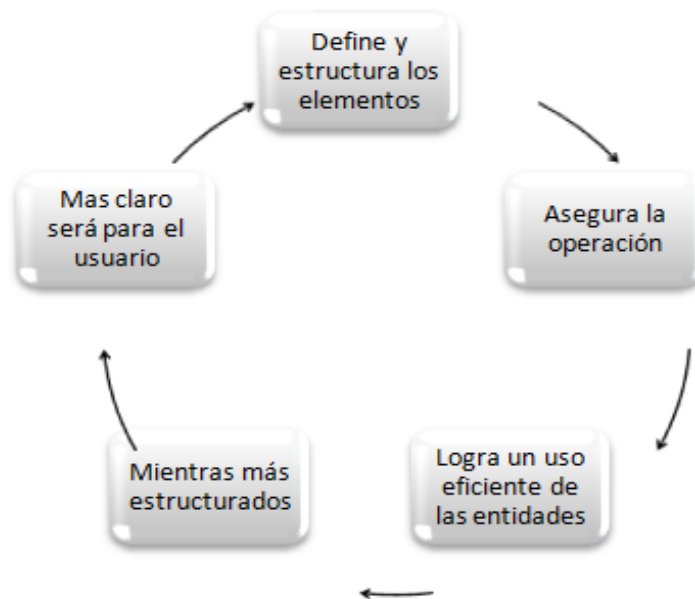 Define y
estructura los
elementos
Asegura la
operación
Logra un uso
eficiente de
las entidades
Mientras más
estructurados
Mas claro
será para el
usuario